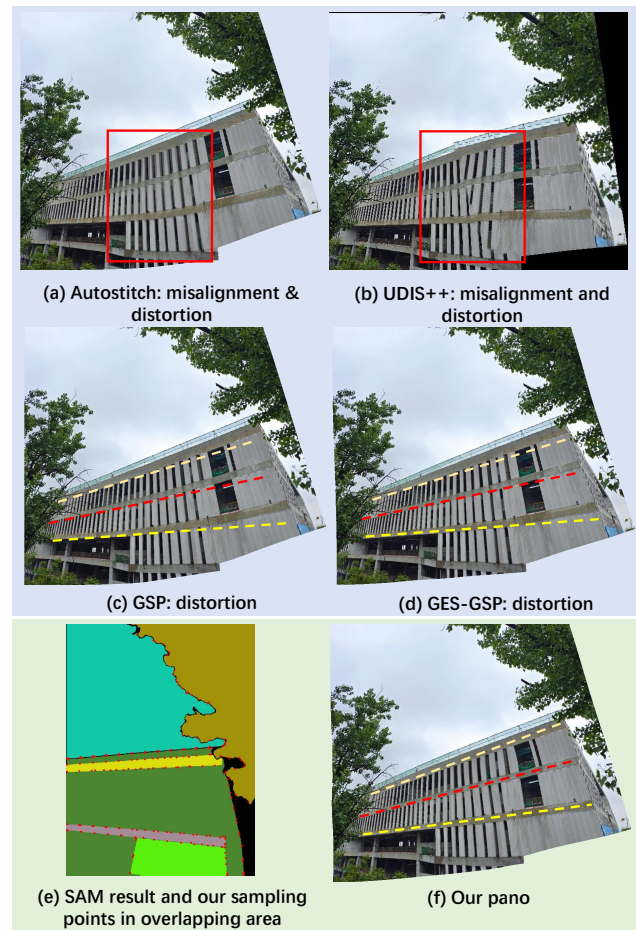 (a) Autostitch: misalignment &
distortion
(b) UDIS++: misalignment and
distortion
(c) GSP: distortion
(d) GES-GSP: distortion
(e) SAM result and our sampling
points in overlapping area
(f) Our pano